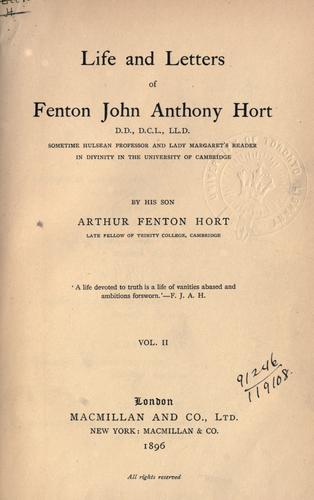 H
Life and Letters
of
Fenton John Anthony Hort
D.D., D.C.L., LL.D.
SOMETIME HULSEAN PROFESSOR AND LADY MARGARET'S READER
IN DIVINITY IN THE UNIVERSITY OF CAMBRIDGE
BY HIS SON
ARTHUR FENTON HORT
LATE FELLOW OF TRINITY COLLEGE, CAMBRIDGE
'A life devoted to truth is a life of vanities abased and
ambitions forsworn.'—F. J. A. H.
VOL. II
91246
119108.
London
MACMILLAN AND CO., LTD.
NEW YORK: MACMILLAN & CO.
1896
All rights reserved